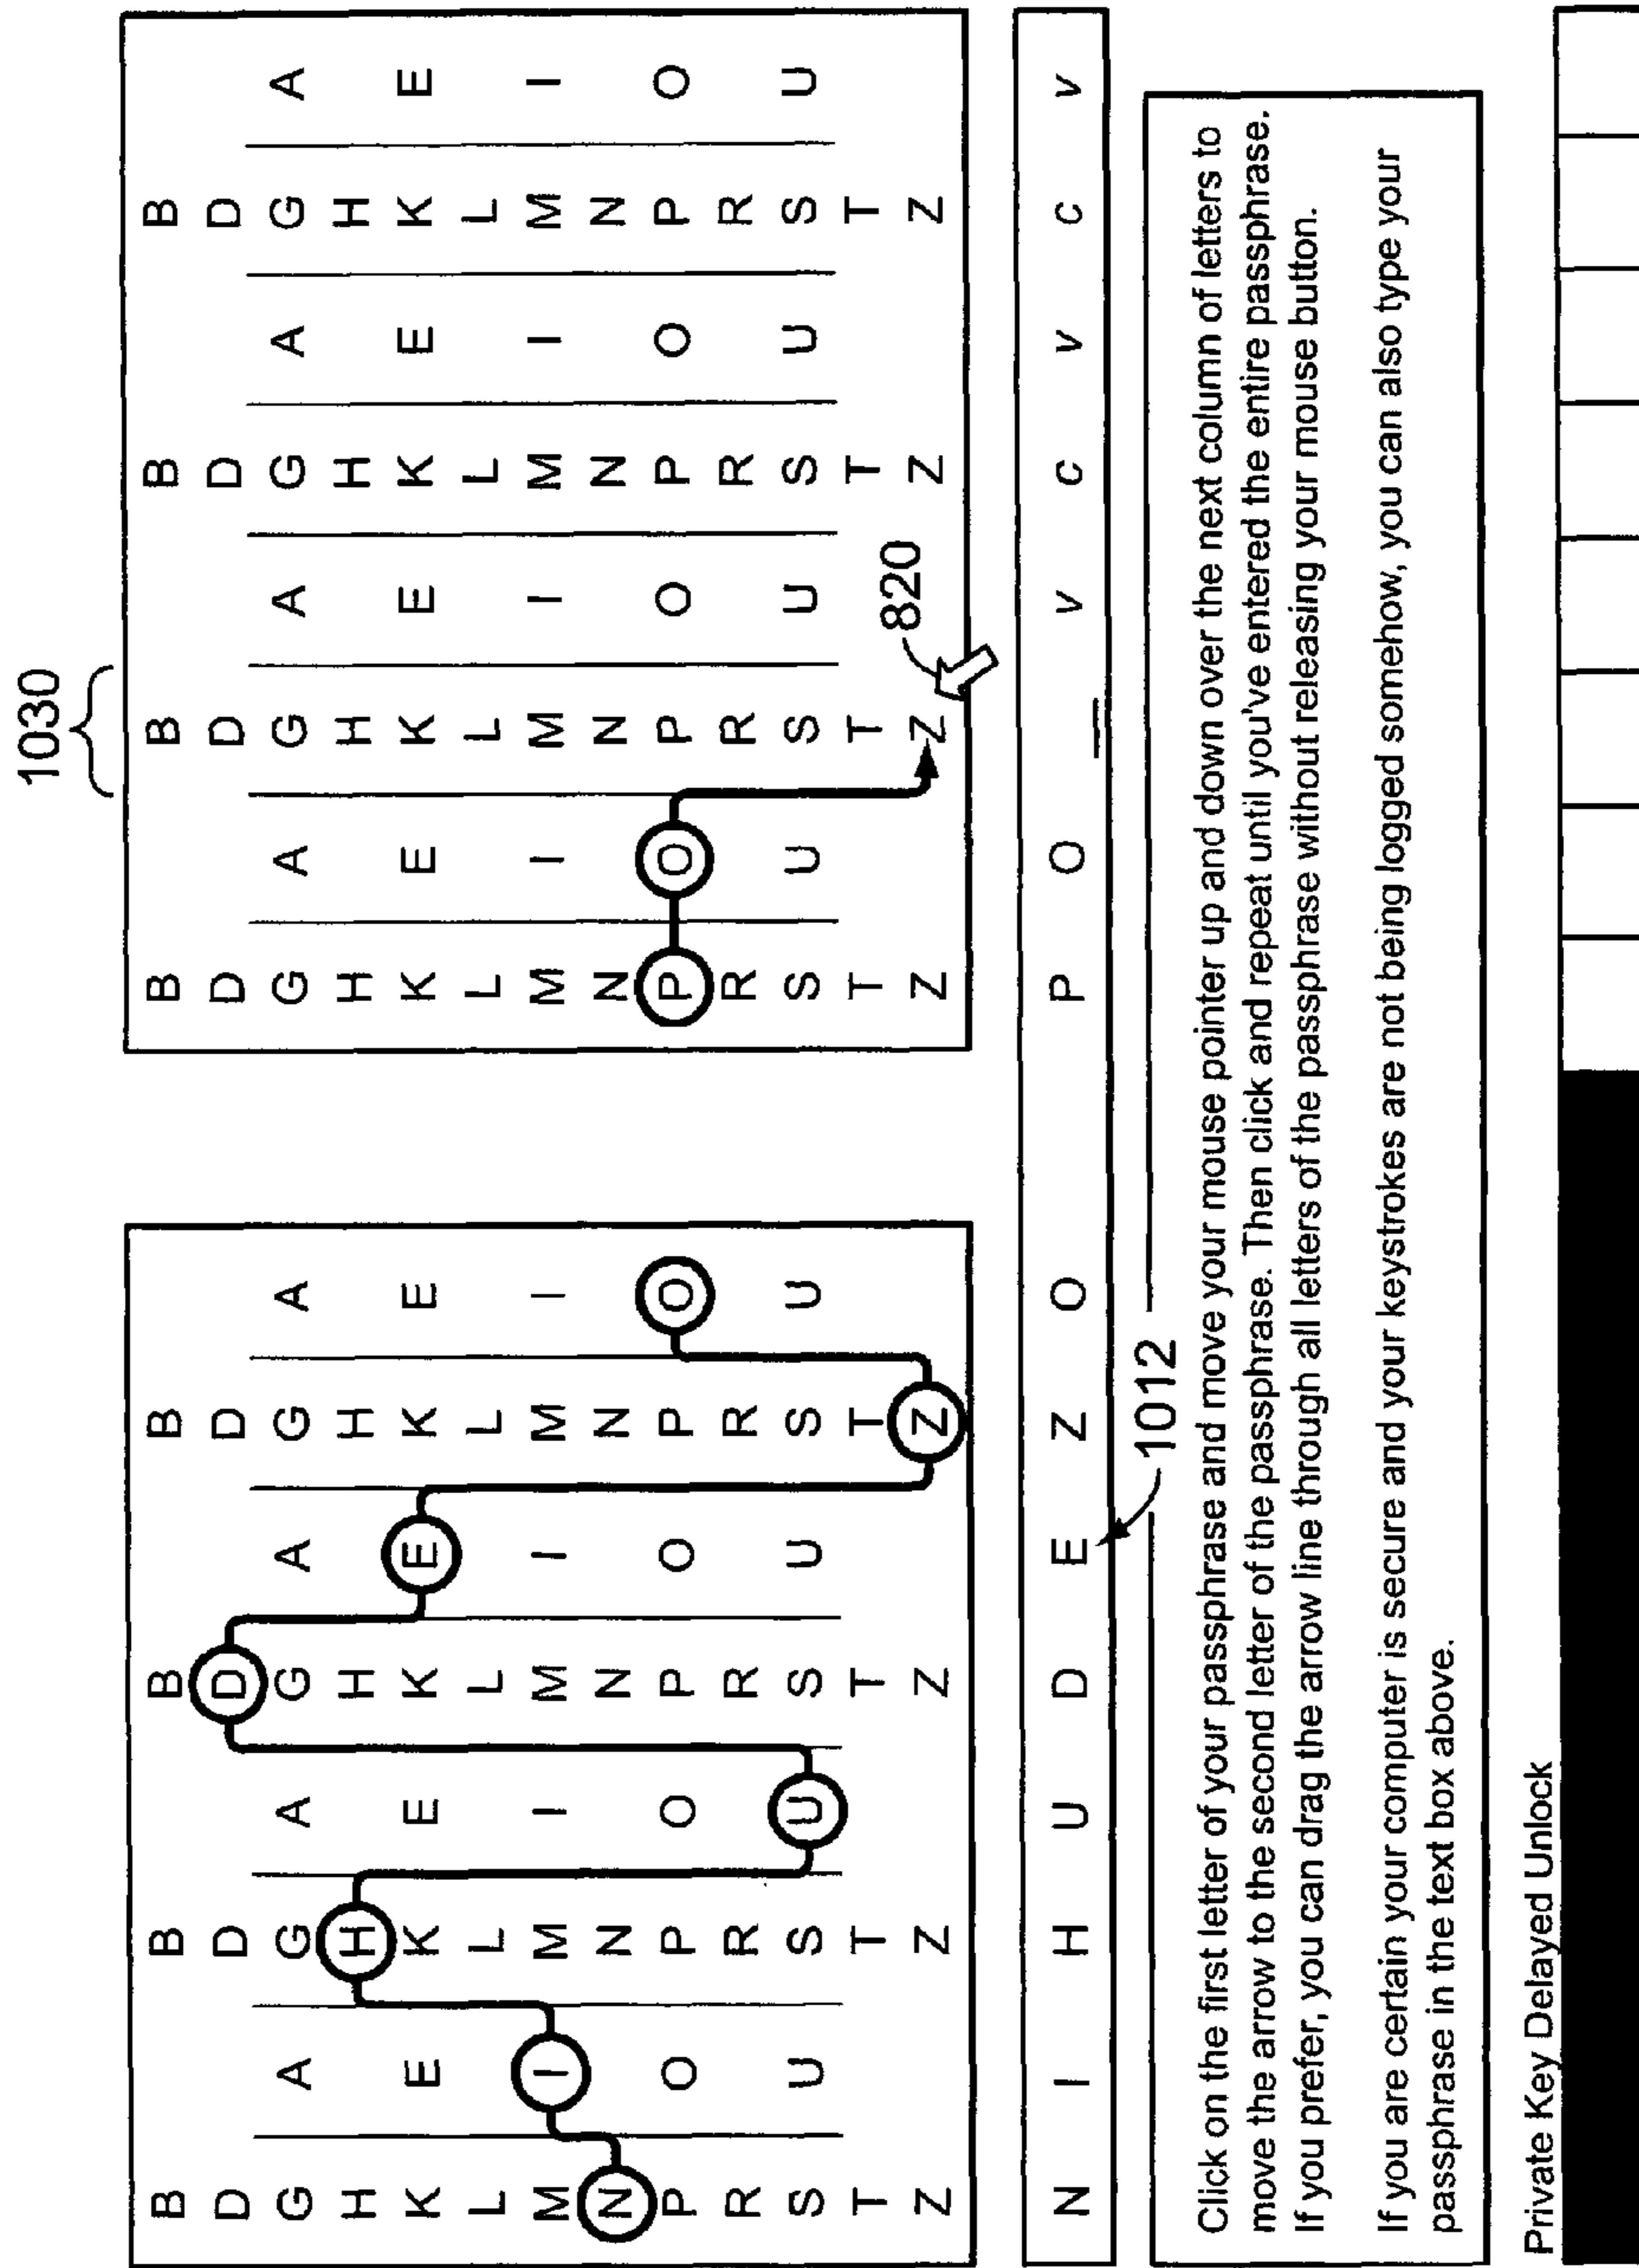 1030
B B B B B B B B
D D D D D D D D
G A G A G A G A G A G A G A G A
H H H H H H H H
K E K E K E K E K E K E K E K E
L L L L L L L L
M I M I M I M I M I M I M I M I
N N N N N N N N
P O P O P O P O P O P O P O P O
R R R R R R R R
S U S U S U S U S U S U S U S U
T T T T T T T T
820
Z Z Z Z Z Z Z Z
N I H U D E Z O P O _ v c v c v
1012
Click on the first letter of your passphrase and move your mouse pointer up and down over the next column of letters to
move the arrow to the second letter of the passphrase. Then click and repeat until you've entered the entire passphrase.
If you prefer, you can drag the arrow line through all letters of the passphrase without releasing your mouse button.
If you are certain your computer is secure and your keystrokes are not being logged somehow, you can also type your
passphrase in the text box above.
Private Key Delayed Unlock